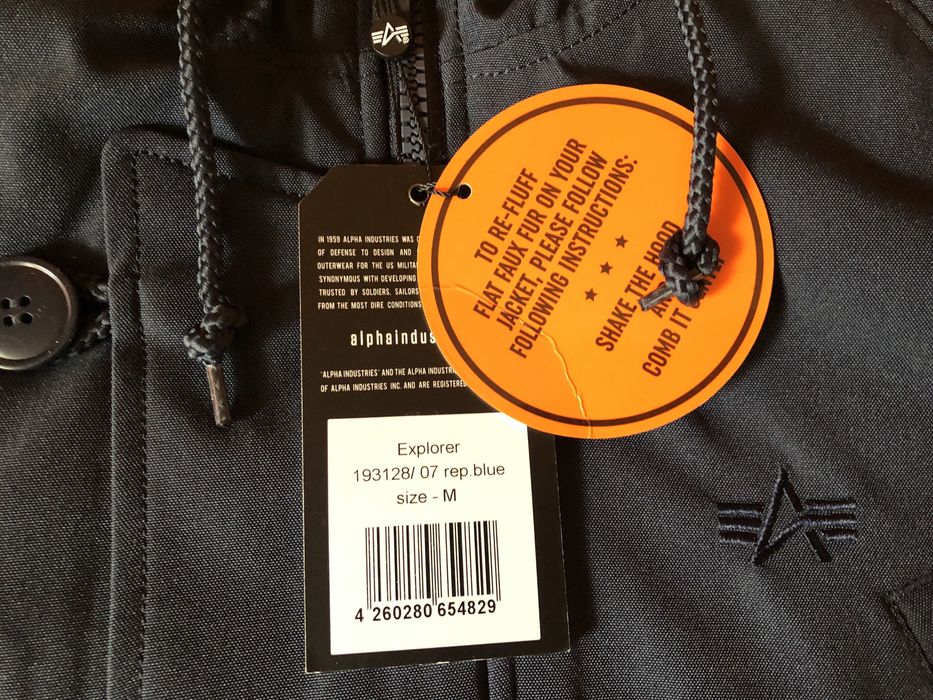 IN 1959 ALPHA INDUSTRIES WAS
OF DEFENSE TO DESIGN AND
OUTERWEAR FOR THE US
SYNONYMOUS WITH DEVELOPING
TRUSTED BY SOLDIERS, SAILORS
FROM THE MOST DIRE CONDITIONS
"ALPHA INDUSTRIES" AND THE ALPHA
OF ALPHA INDUSTRIES INC. AND ARE REGISTERED
Explorer
193128/ 07 rep.blue
size - M
4 260280 654829
TO RE-FLUFF
FLAT FAUX FUR ON YOUR
JACKET, PLEASE FOLLOW
FOLLOWING INSTRUCTIONS:
SHAKE THE HOOD
AND
COMB IT